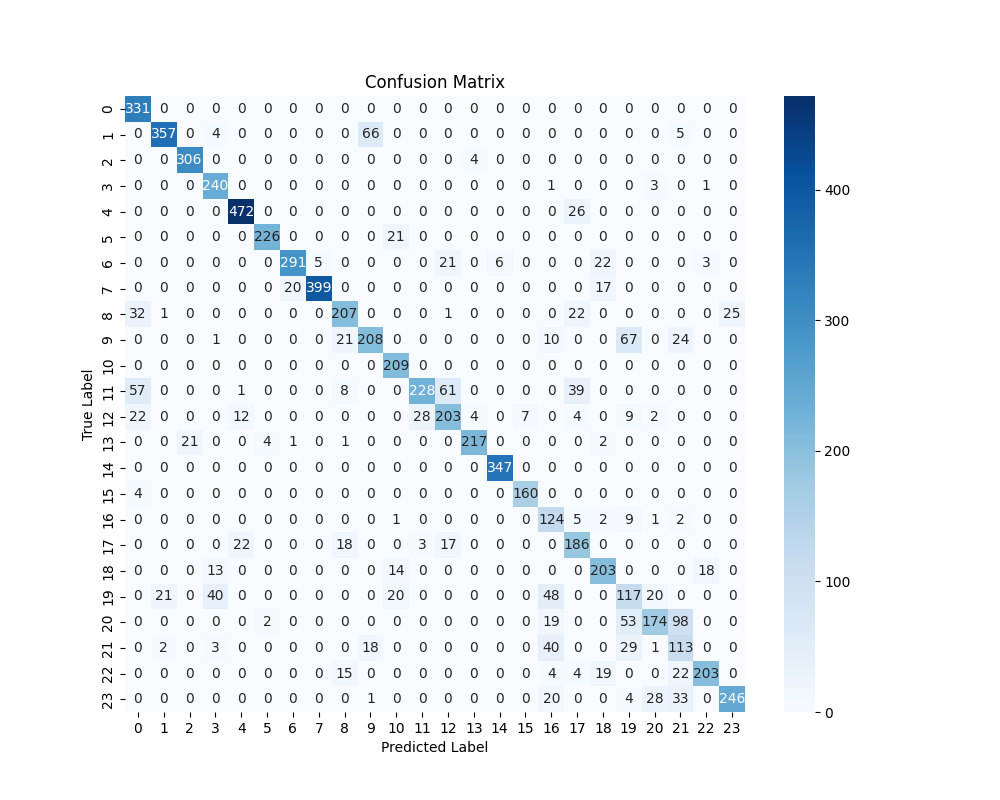 Confusion Matrix
0 331 0 0 0 0 0 0 0 0 0 0 0 0 0 0 0 0 0 0 0 0 0 0 0
1 0 357 0 4 0 0 0 0 0 66 0 0 0 0 0 0 0 0 0 0 0 5 0 0
2 0 0 306 0 0 0 0 0 0 0 0 0 0 4 0 0 0 0 0 0 0 0 0 0
3 0 0 0 240 0 0 0 0 0 0 0 0 0 0 0 0 1 0 0 0 3 0 1 0
4 0 0 0 0 472 0 0 0 0 0 0 0 0 0 0 0 0 26 0 0 0 0 0 0
5 0 0 0 0 0 226 0 0 0 0 21 0 0 0 0 0 0 0 0 0 0 0 0 0
6 0 0 0 0 0 0 291 5 0 0 0 0 21 0 6 0 0 0 22 0 0 0 3 0
7 0 0 0 0 0 0 20 399 0 0 0 0 0 0 0 0 0 0 17 0 0 0 0 0
8 32 1 0 0 0 0 0 0 207 0 0 0 1 0 0 0 0 22 0 0 0 0 0 25
9 0 0 0 1 0 0 0 0 21 208 0 0 0 0 0 0 10 0 0 67 0 24 0 0
10 0 0 0 0 0 0 0 0 0 0 209 0 0 0 0 0 0 0 0 0 0 0 0 0
11 57 0 0 0 1 0 0 0 8 0 0 228 61 0 0 0 0 39 0 0 0 0 0 0
12 22 0 0 0 12 0 0 0 0 0 0 28 203 4 0 7 0 4 0 9 2 0 0 0
13 0 0 21 0 0 4 1 0 1 0 0 0 0 217 0 0 0 0 2 0 0 0 0 0
14 0 0 0 0 0 0 0 0 0 0 0 0 0 0 347 0 0 0 0 0 0 0 0 0
15 4 0 0 0 0 0 0 0 0 0 0 0 0 0 0 160 0 0 0 0 0 0 0 0
16 0 0 0 0 0 0 0 0 0 0 1 0 0 0 0 0 124 5 2 9 1 2 0 0
17 0 0 0 0 22 0 0 0 18 0 0 3 17 0 0 0 0 186 0 0 0 0 0 0
18 0 0 0 13 0 0 0 0 0 0 14 0 0 0 0 0 0 0 203 0 0 0 18 0
19 0 21 0 40 0 0 0 0 0 0 20 0 0 0 0 0 48 0 0 117 20 0 0 0
20 0 0 0 0 0 2 0 0 0 0 0 0 0 0 0 0 19 0 0 53 174 98 0 0
21 0 2 0 3 0 0 0 0 0 18 0 0 0 0 0 0 40 0 0 29 1 113 0 0
22 0 0 0 0 0 0 0 0 15 0 0 0 0 0 0 0 4 4 19 0 0 22 203 0
23 0 0 0 0 0 0 0 0 0 1 0 0 0 0 0 0 20 0 0 4 28 33 0 246
0 1 2 3 4 5 6 7 8 9 10 11 12 13 14 15 16 17 18 19 20 21 22 23
Predicted Label
True Label
400
300
200
100
0